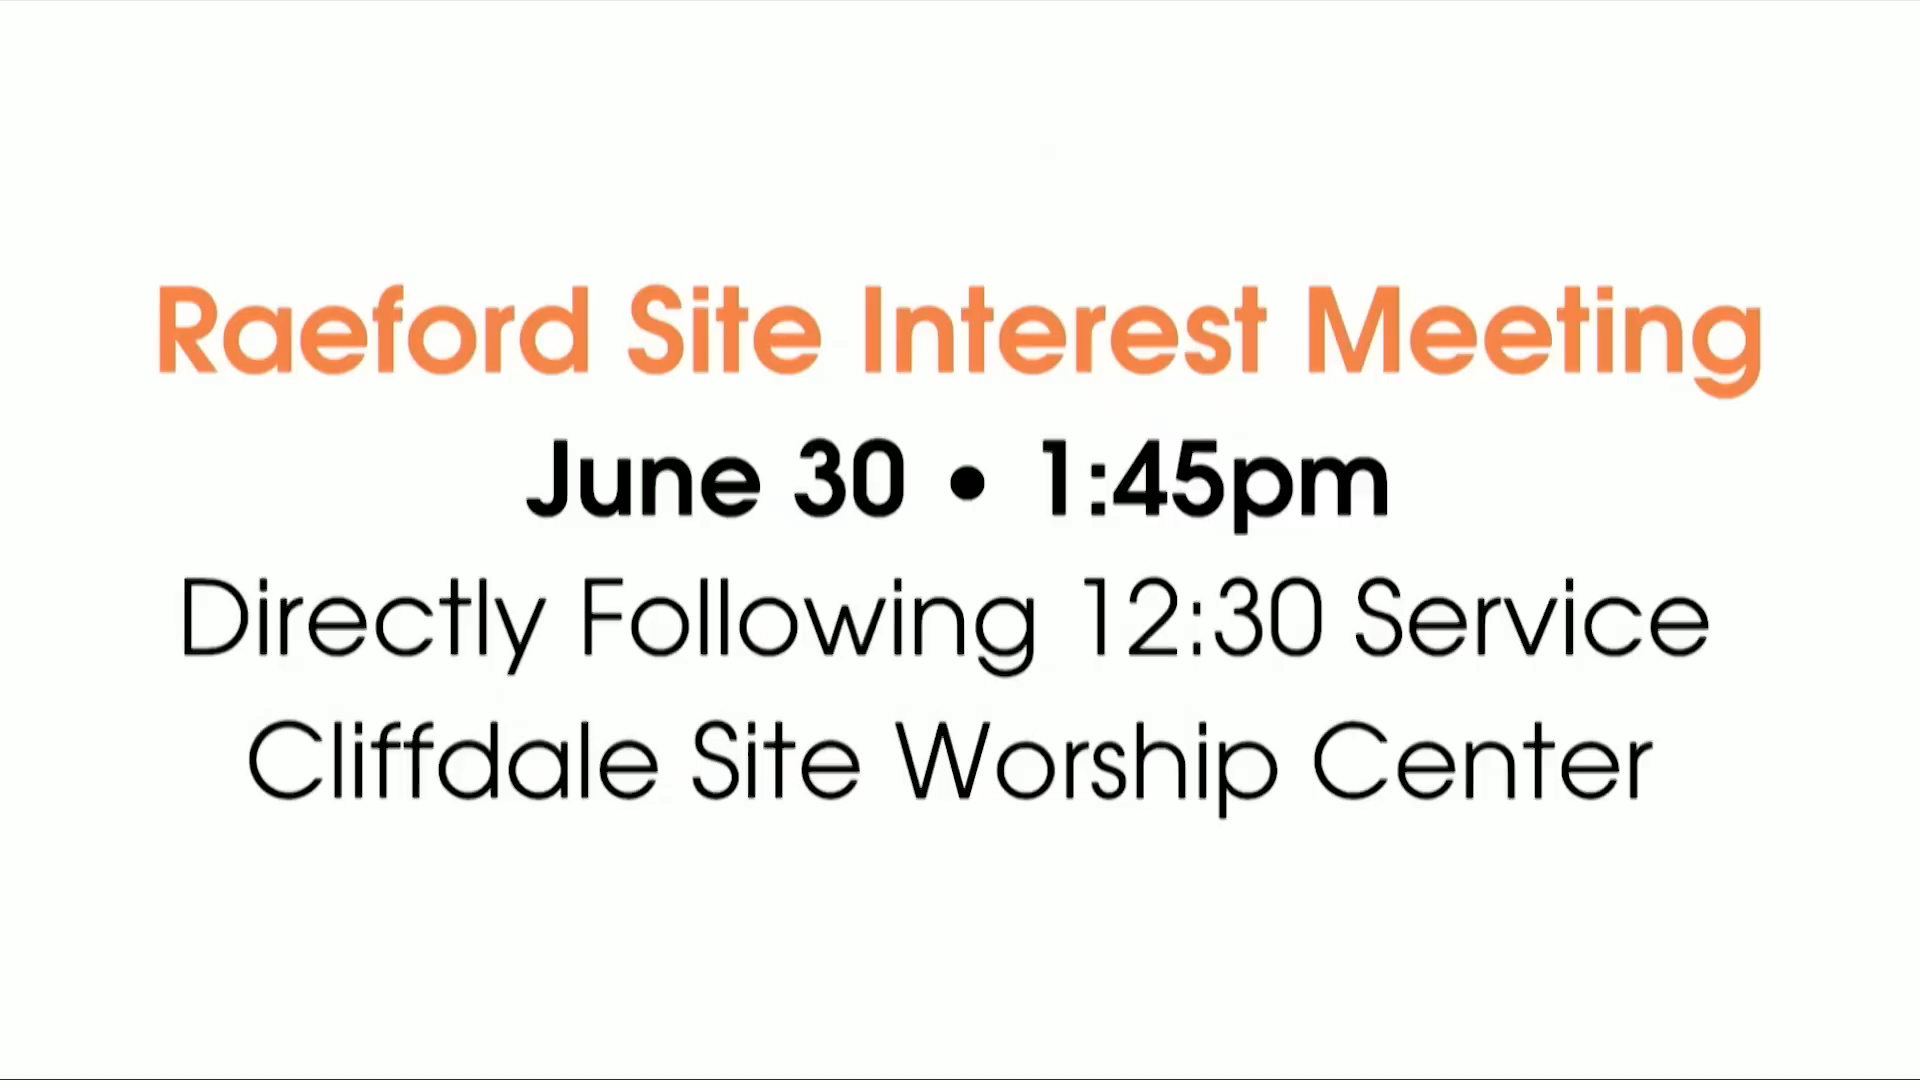 Raeford Site Interest Meeting
June 30 • 1:45pm
Directly Following 12:30 Service
Cliffdale Site Worship Center